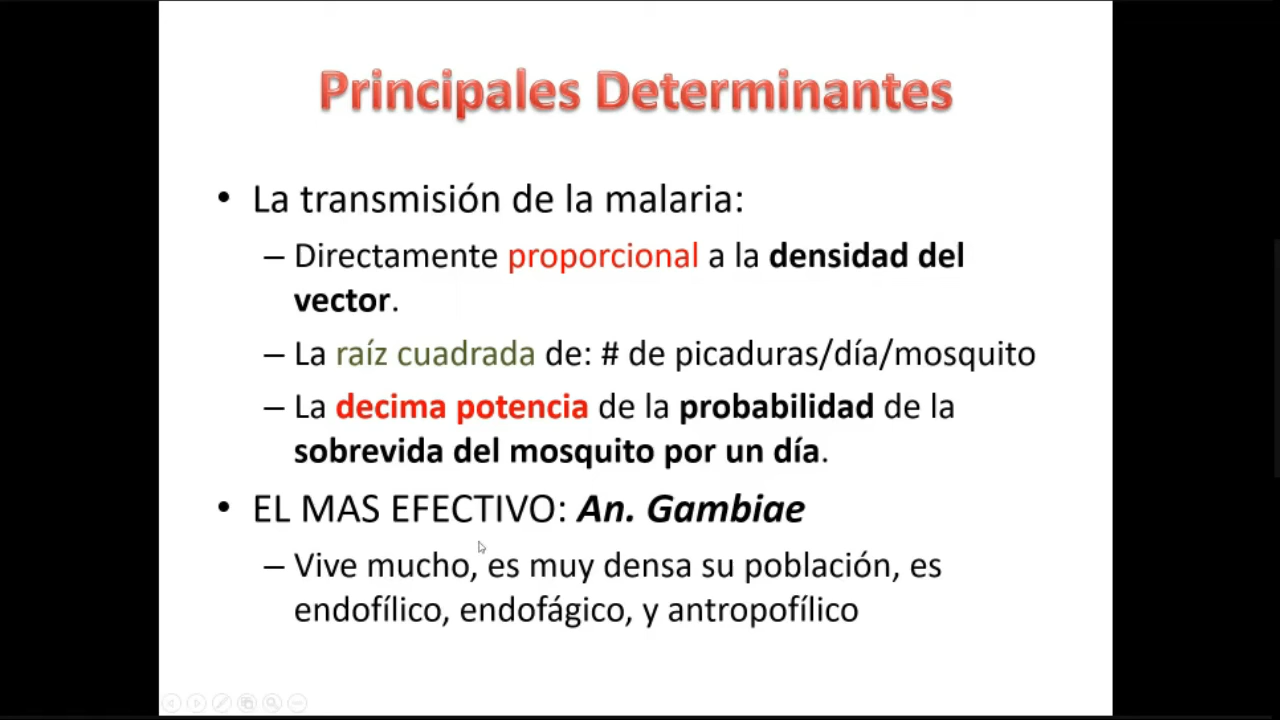 Principales Determinantes
• La transmisión de la malaria:
– Directamente proporcional a la densidad del
vector.
– La raíz cuadrada de: # de picaduras/día/mosquito
– La decima potencia de la probabilidad de la
sobrevida del mosquito por un día.
• EL MAS EFECTIVO: An. Gambiae
– Vive mucho, es muy densa su población, es
endofílico, endofágico, y antropofílico